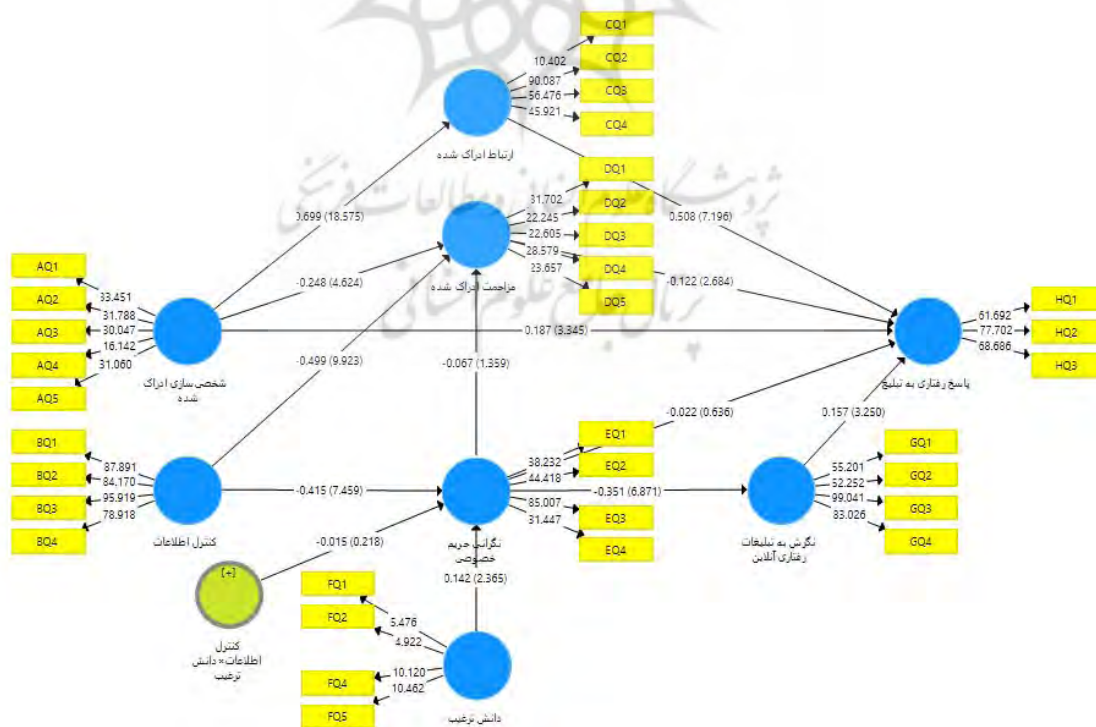 CQ1
10.402
CQ2
90.087
CQ3
56.476
CQ4
45.921
ارتباط ادراک شده
DQ1
31.702
DQ2
22.245
DQ3
22.605
DQ4
28.579
DQ5
23.657
مزاحمت ادراک شده
پژوهشگاه علوم انسانی و مطالعات فرهنگی
پرتال جامع علوم انسانی
0.699 (18.575)
0.508 (7.196)
-0.248 (4.624)
-0.122 (2.684)
0.187 (3.345)
-0.499 (9.923)
-0.067 (1.359)
-0.022 (0.636)
0.157 (3.250)
AQ1
33.451
AQ2
31.788
AQ3
30.047
AQ4
16.142
AQ5
31.060
شخصی‌سازی ادراک
شده
HQ1
61.692
HQ2
77.702
HQ3
68.686
پاسخ رفتاری به تبلیغ
BQ1
87.891
BQ2
84.170
BQ3
95.919
BQ4
78.918
کنترل اطلاعات
-0.415 (7.459)
-0.351 (6.871)
EQ1
38.232
EQ2
44.418
EQ3
85.007
EQ4
31.447
نگرانی حریم
خصوصی
GQ1
55.201
GQ2
52.252
GQ3
99.041
GQ4
83.026
نگرش به تبلیغات
رفتاری آنلاین
-0.015 (0.218)
0.142 (2.365)
[+]
کنترل
اطلاعات* دانش
ترغیب
FQ1
5.476
FQ2
4.922
FQ4
10.120
FQ5
10.462
دانش ترغیب